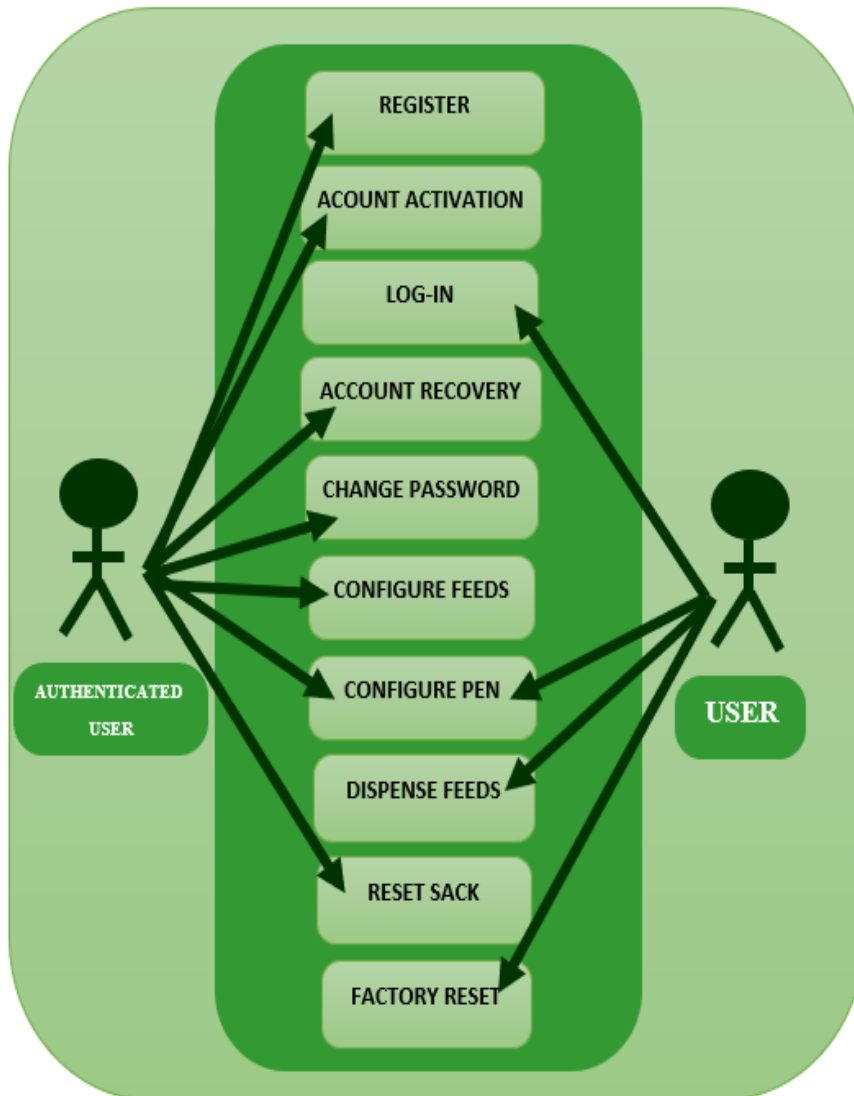 REGISTER
ACOUNT ACTIVATION
LOG-IN
ACCOUNT RECOVERY
CHANGE PASSWORD
CONFIGURE FEEDS
CONFIGURE PEN
DISPENSE FEEDS
RESET SACK
FACTORY RESET
AUTHENTICATED
USER
USER